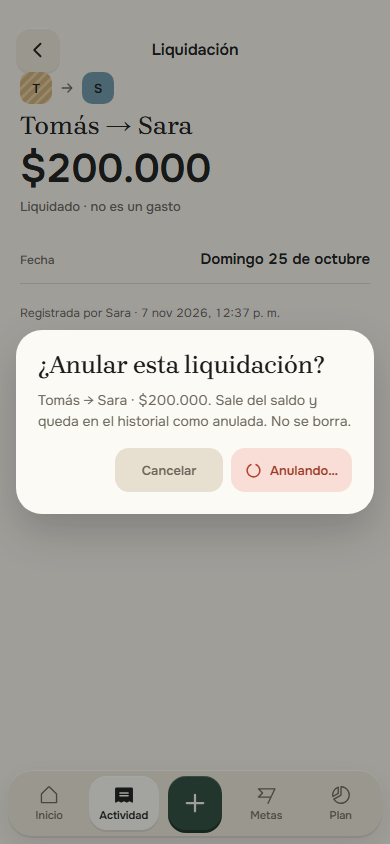 Liquidación
T → S
Tomás → Sara
$200.000
Liquidado · no es un gasto
Fecha
Domingo 25 de octubre
Registrada por Sara · 7 nov 2026, 12:37 p. m.
¿Anular esta liquidación?
Tomás → Sara · $200.000. Sale del saldo y
queda en el historial como anulada. No se borra.
Cancelar
Anulando...
Inicio
Actividad
Metas
Plan